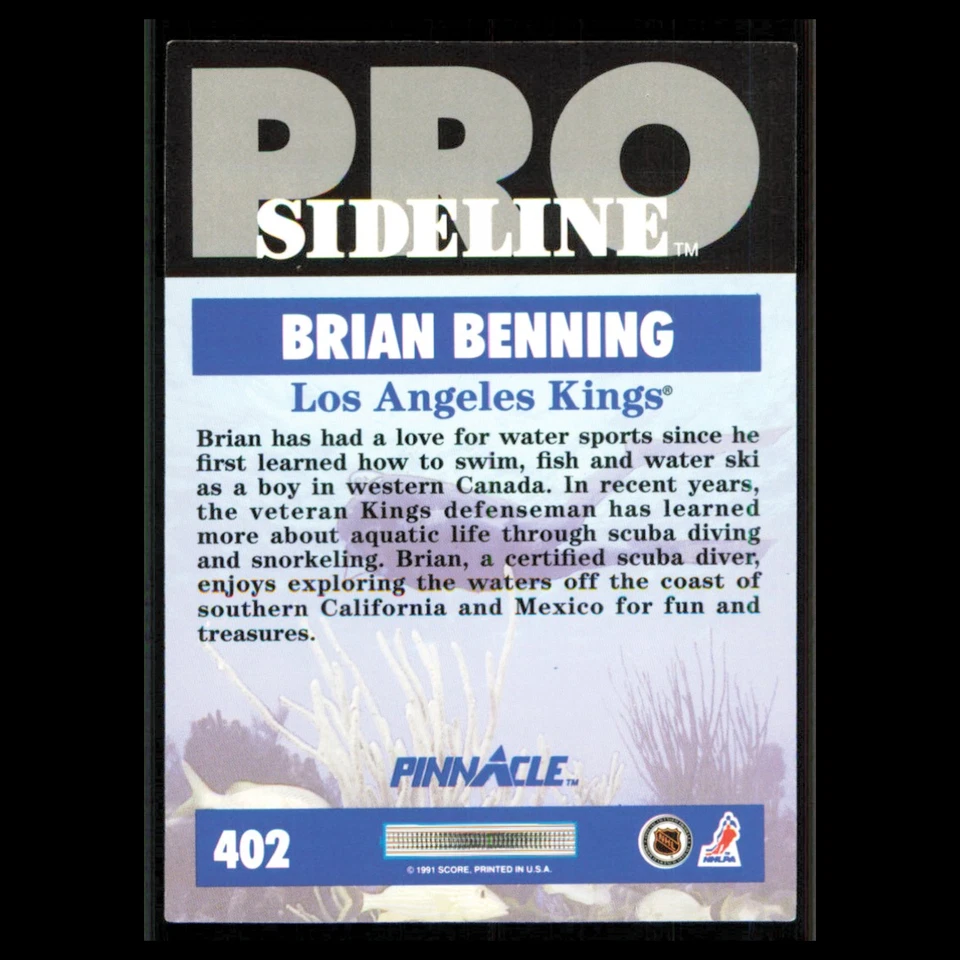 PRO
SIDELINE™
BRIAN BENNING
Los Angeles Kings®
Brian has had a love for water sports since he
first learned how to swim, fish and water ski
as a boy in western Canada. In recent years,
the veteran Kings defenseman has learned
more about aquatic life through scuba diving
and snorkeling. Brian, a certified scuba diver,
enjoys exploring the waters off the coast of
southern California and Mexico for fun and
treasures.
PINNACLE™
402
NHL
NHLPA
© 1991 SCORE, PRINTED IN U.S.A.